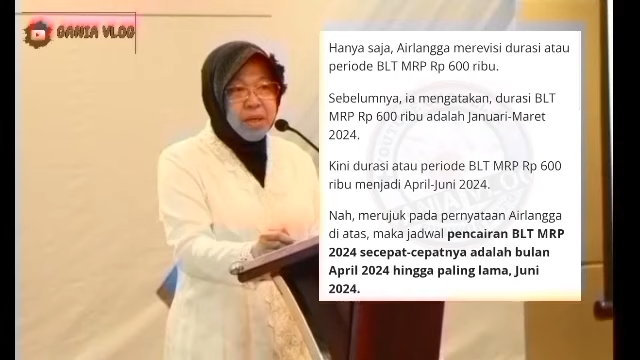 GANIA VLOG
Hanya saja, Airlangga merevisi durasi atau
periode BLT MRP Rp 600 ribu.
Sebelumnya, ia mengatakan, durasi BLT
MRP Rp 600 ribu adalah Januari-Maret
2024.
Kini durasi atau periode BLT MRP Rp 600
ribu menjadi April-Juni 2024.
Nah, merujuk pada pernyataan Airlangga
di atas, maka jadwal pencairan BLT MRP
2024 secepat-cepatnya adalah bulan
April 2024 hingga paling lama, Juni
2024.